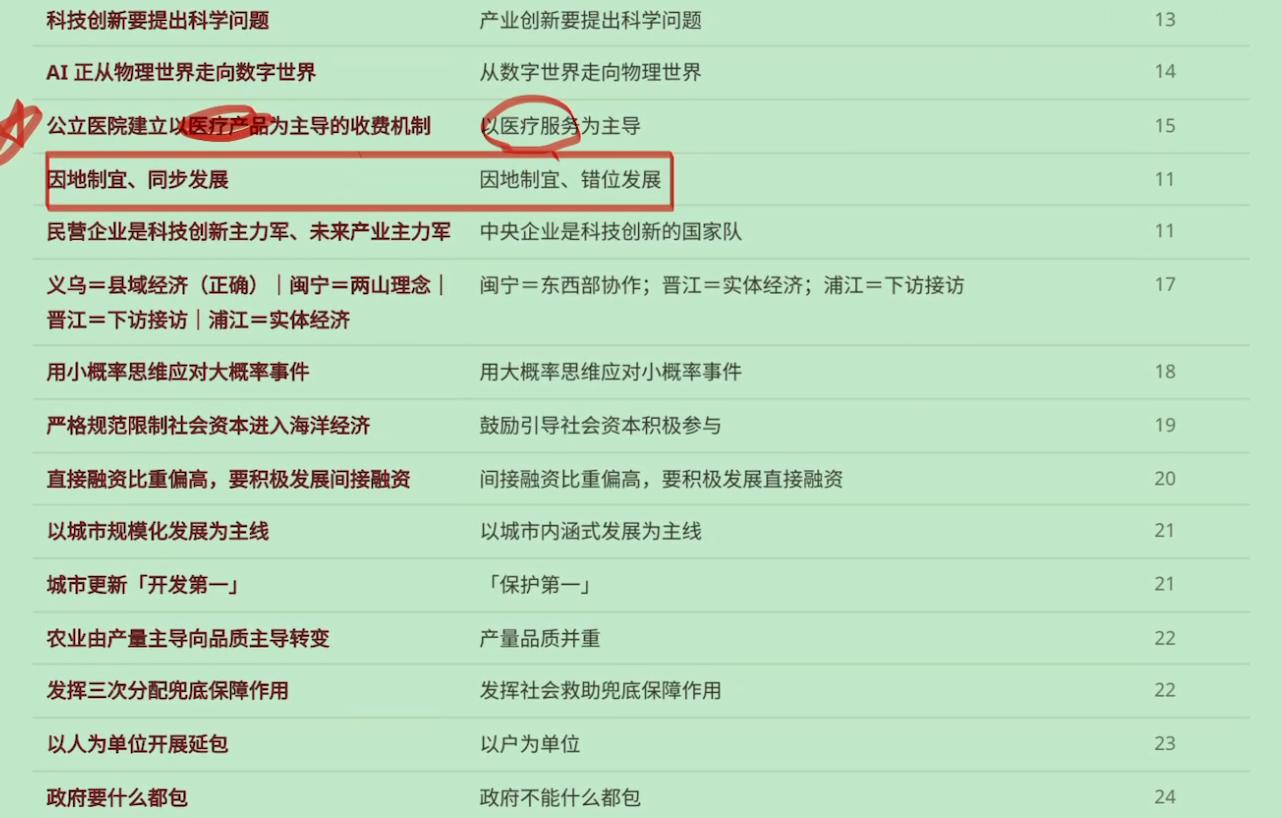 科技创新要提出科学问题 产业创新要提出科学问题 13
AI 正从物理世界走向数字世界 从数字世界走向物理世界 14
公立医院建立以医疗产品为主导的收费机制 以医疗服务为主导 15
因地制宜、同步发展 因地制宜、错位发展 11
民营企业是科技创新主力军、未来产业主力军 中央企业是科技创新的国家队 11
义乌＝县域经济（正确）｜闽宁＝两山理念｜ 闽宁＝东西部协作；晋江＝实体经济；浦江＝下访接访 17
晋江＝下访接访｜浦江＝实体经济
用小概率思维应对大概率事件 用大概率思维应对小概率事件 18
严格规范限制社会资本进入海洋经济 鼓励引导社会资本积极参与 19
直接融资比重偏高，要积极发展间接融资 间接融资比重偏高，要积极发展直接融资 20
以城市规模化发展为主线 以城市内涵式发展为主线 21
城市更新「开发第一」 「保护第一」 21
农业由产量主导向品质主导转变 产量品质并重 22
发挥三次分配兜底保障作用 发挥社会救助兜底保障作用 22
以人为单位开展延包 以户为单位 23
政府要什么都包 政府不能什么都包 24